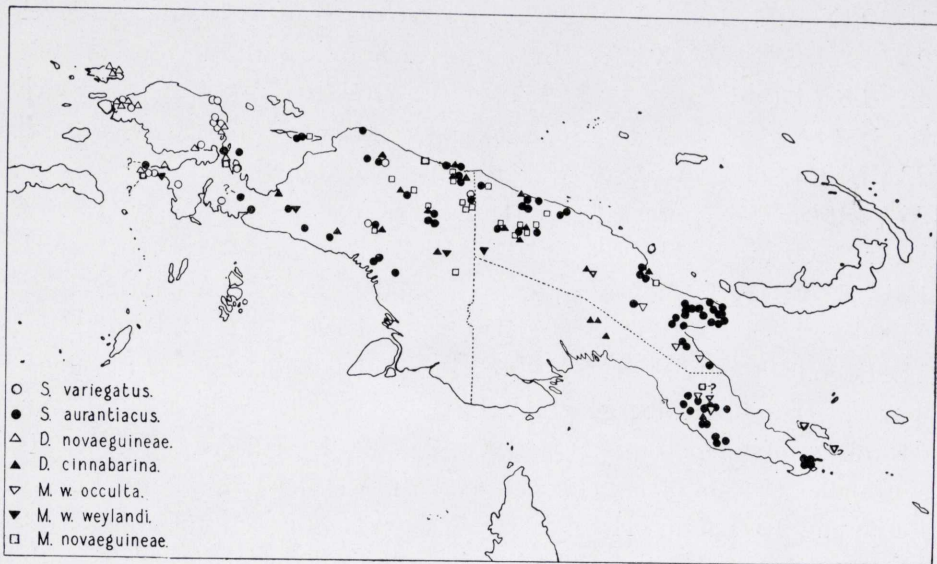 ?
?
?
?
S. variegatus.
S. aurantiacus.
D. novaeguineae.
D. cinnabarina.
M. w. occulta.
M. w. weylandi.
M. novaeguineae.